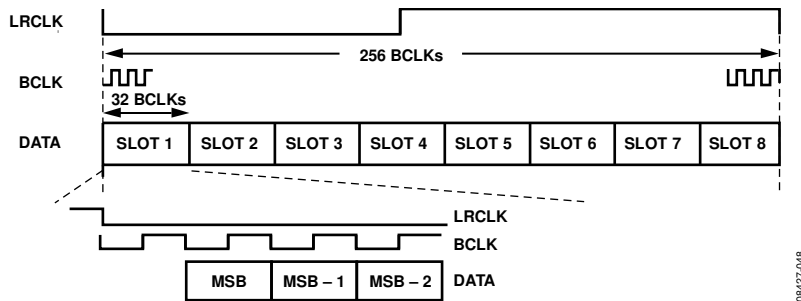 LRCLK
256 BCLKs
BCLK
32 BCLKs
DATA SLOT 1 SLOT 2 SLOT 3 SLOT 4 SLOT 5 SLOT 6 SLOT 7 SLOT 8
LRCLK
BCLK
MSB MSB – 1 MSB – 2 DATA
08427-048